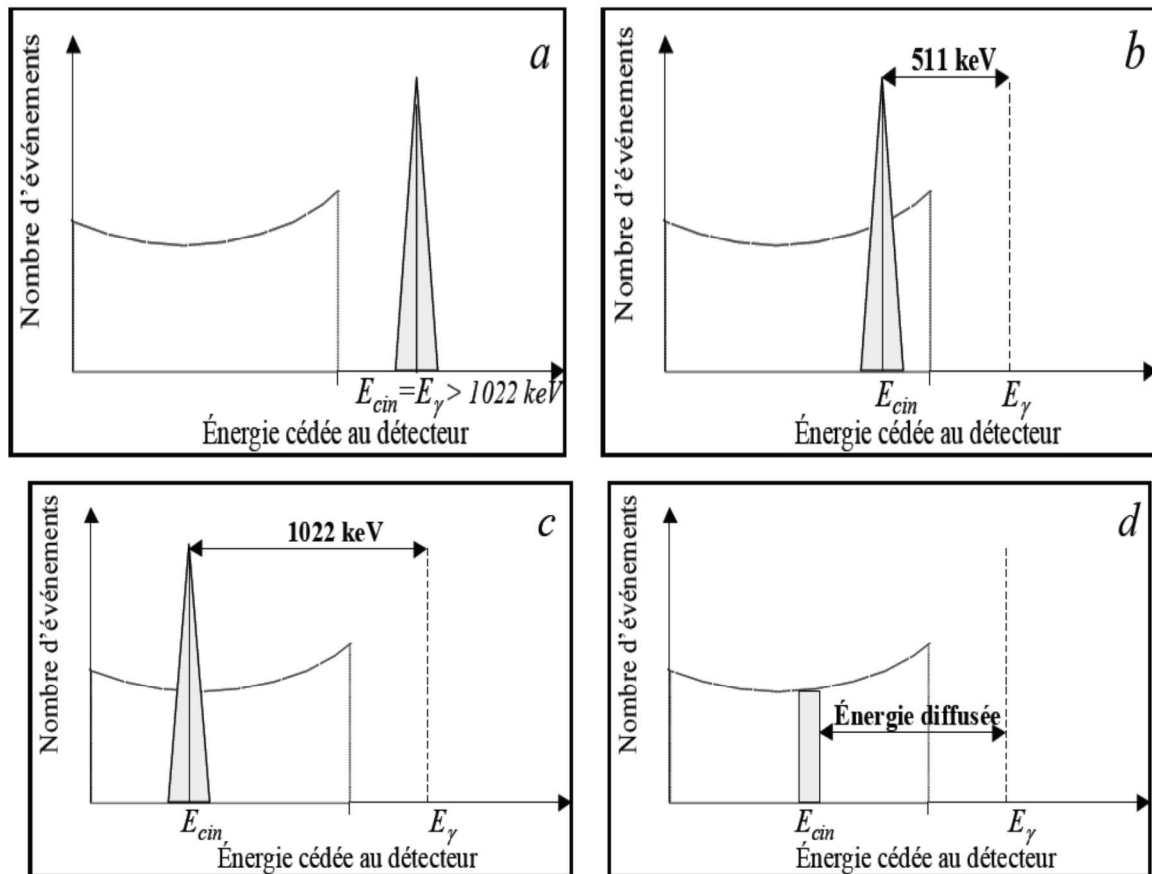 Nombre d'événements
a
E_cin=E_γ > 1022 keV
Énergie cédée au détecteur
Nombre d'événements
b
511 keV
E_cin
E_γ
Énergie cédée au détecteur
Nombre d'événements
c
1022 keV
E_cin
E_γ
Énergie cédée au détecteur
Nombre d'événements
d
Énergie diffusée
E_cin
E_γ
Énergie cédée au détecteur